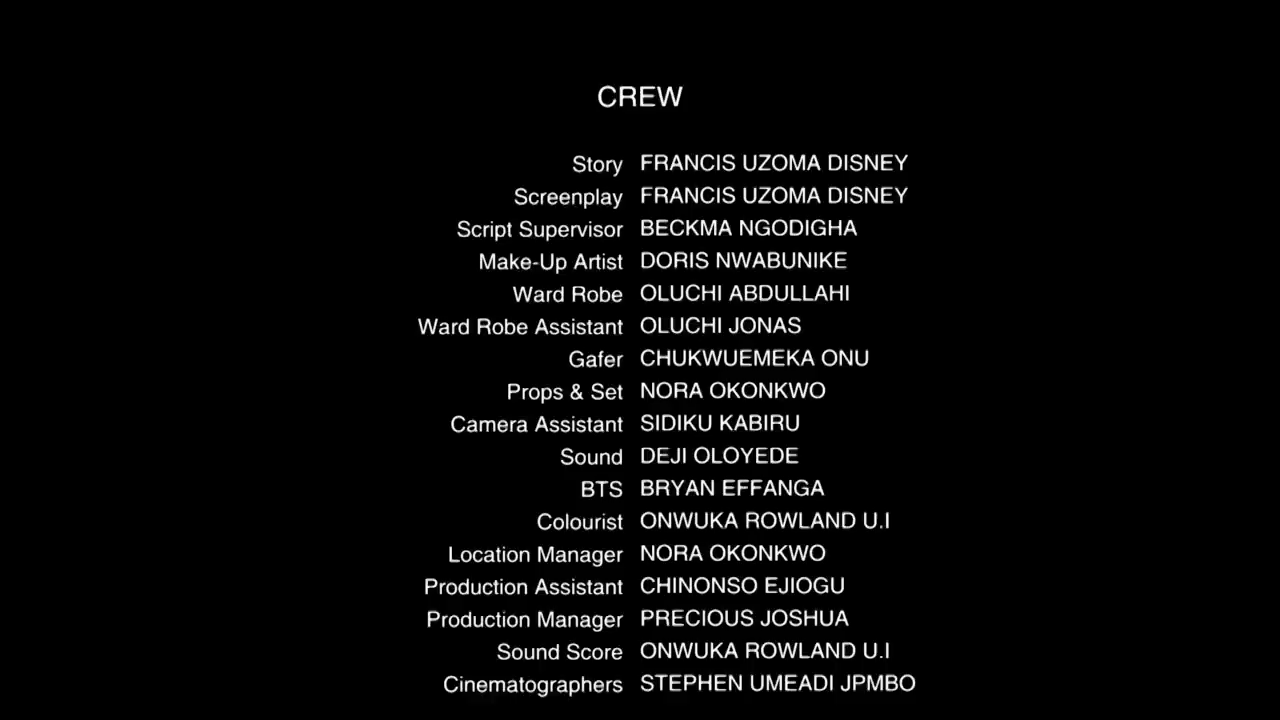 CREW
Story FRANCIS UZOMA DISNEY
Screenplay FRANCIS UZOMA DISNEY
Script Supervisor BECKMA NGODIGHA
Make-Up Artist DORIS NWABUNIKE
Ward Robe OLUCHI ABDULLAHI
Ward Robe Assistant OLUCHI JONAS
Gafer CHUKWUEMEKA ONU
Props & Set NORA OKONKWO
Camera Assistant SIDIKU KABIRU
Sound DEJI OLOYEDE
BTS BRYAN EFFANGA
Colourist ONWUKA ROWLAND U.I
Location Manager NORA OKONKWO
Production Assistant CHINONSO EJIOGU
Production Manager PRECIOUS JOSHUA
Sound Score ONWUKA ROWLAND U.I
Cinematographers STEPHEN UMEADI JPMBO